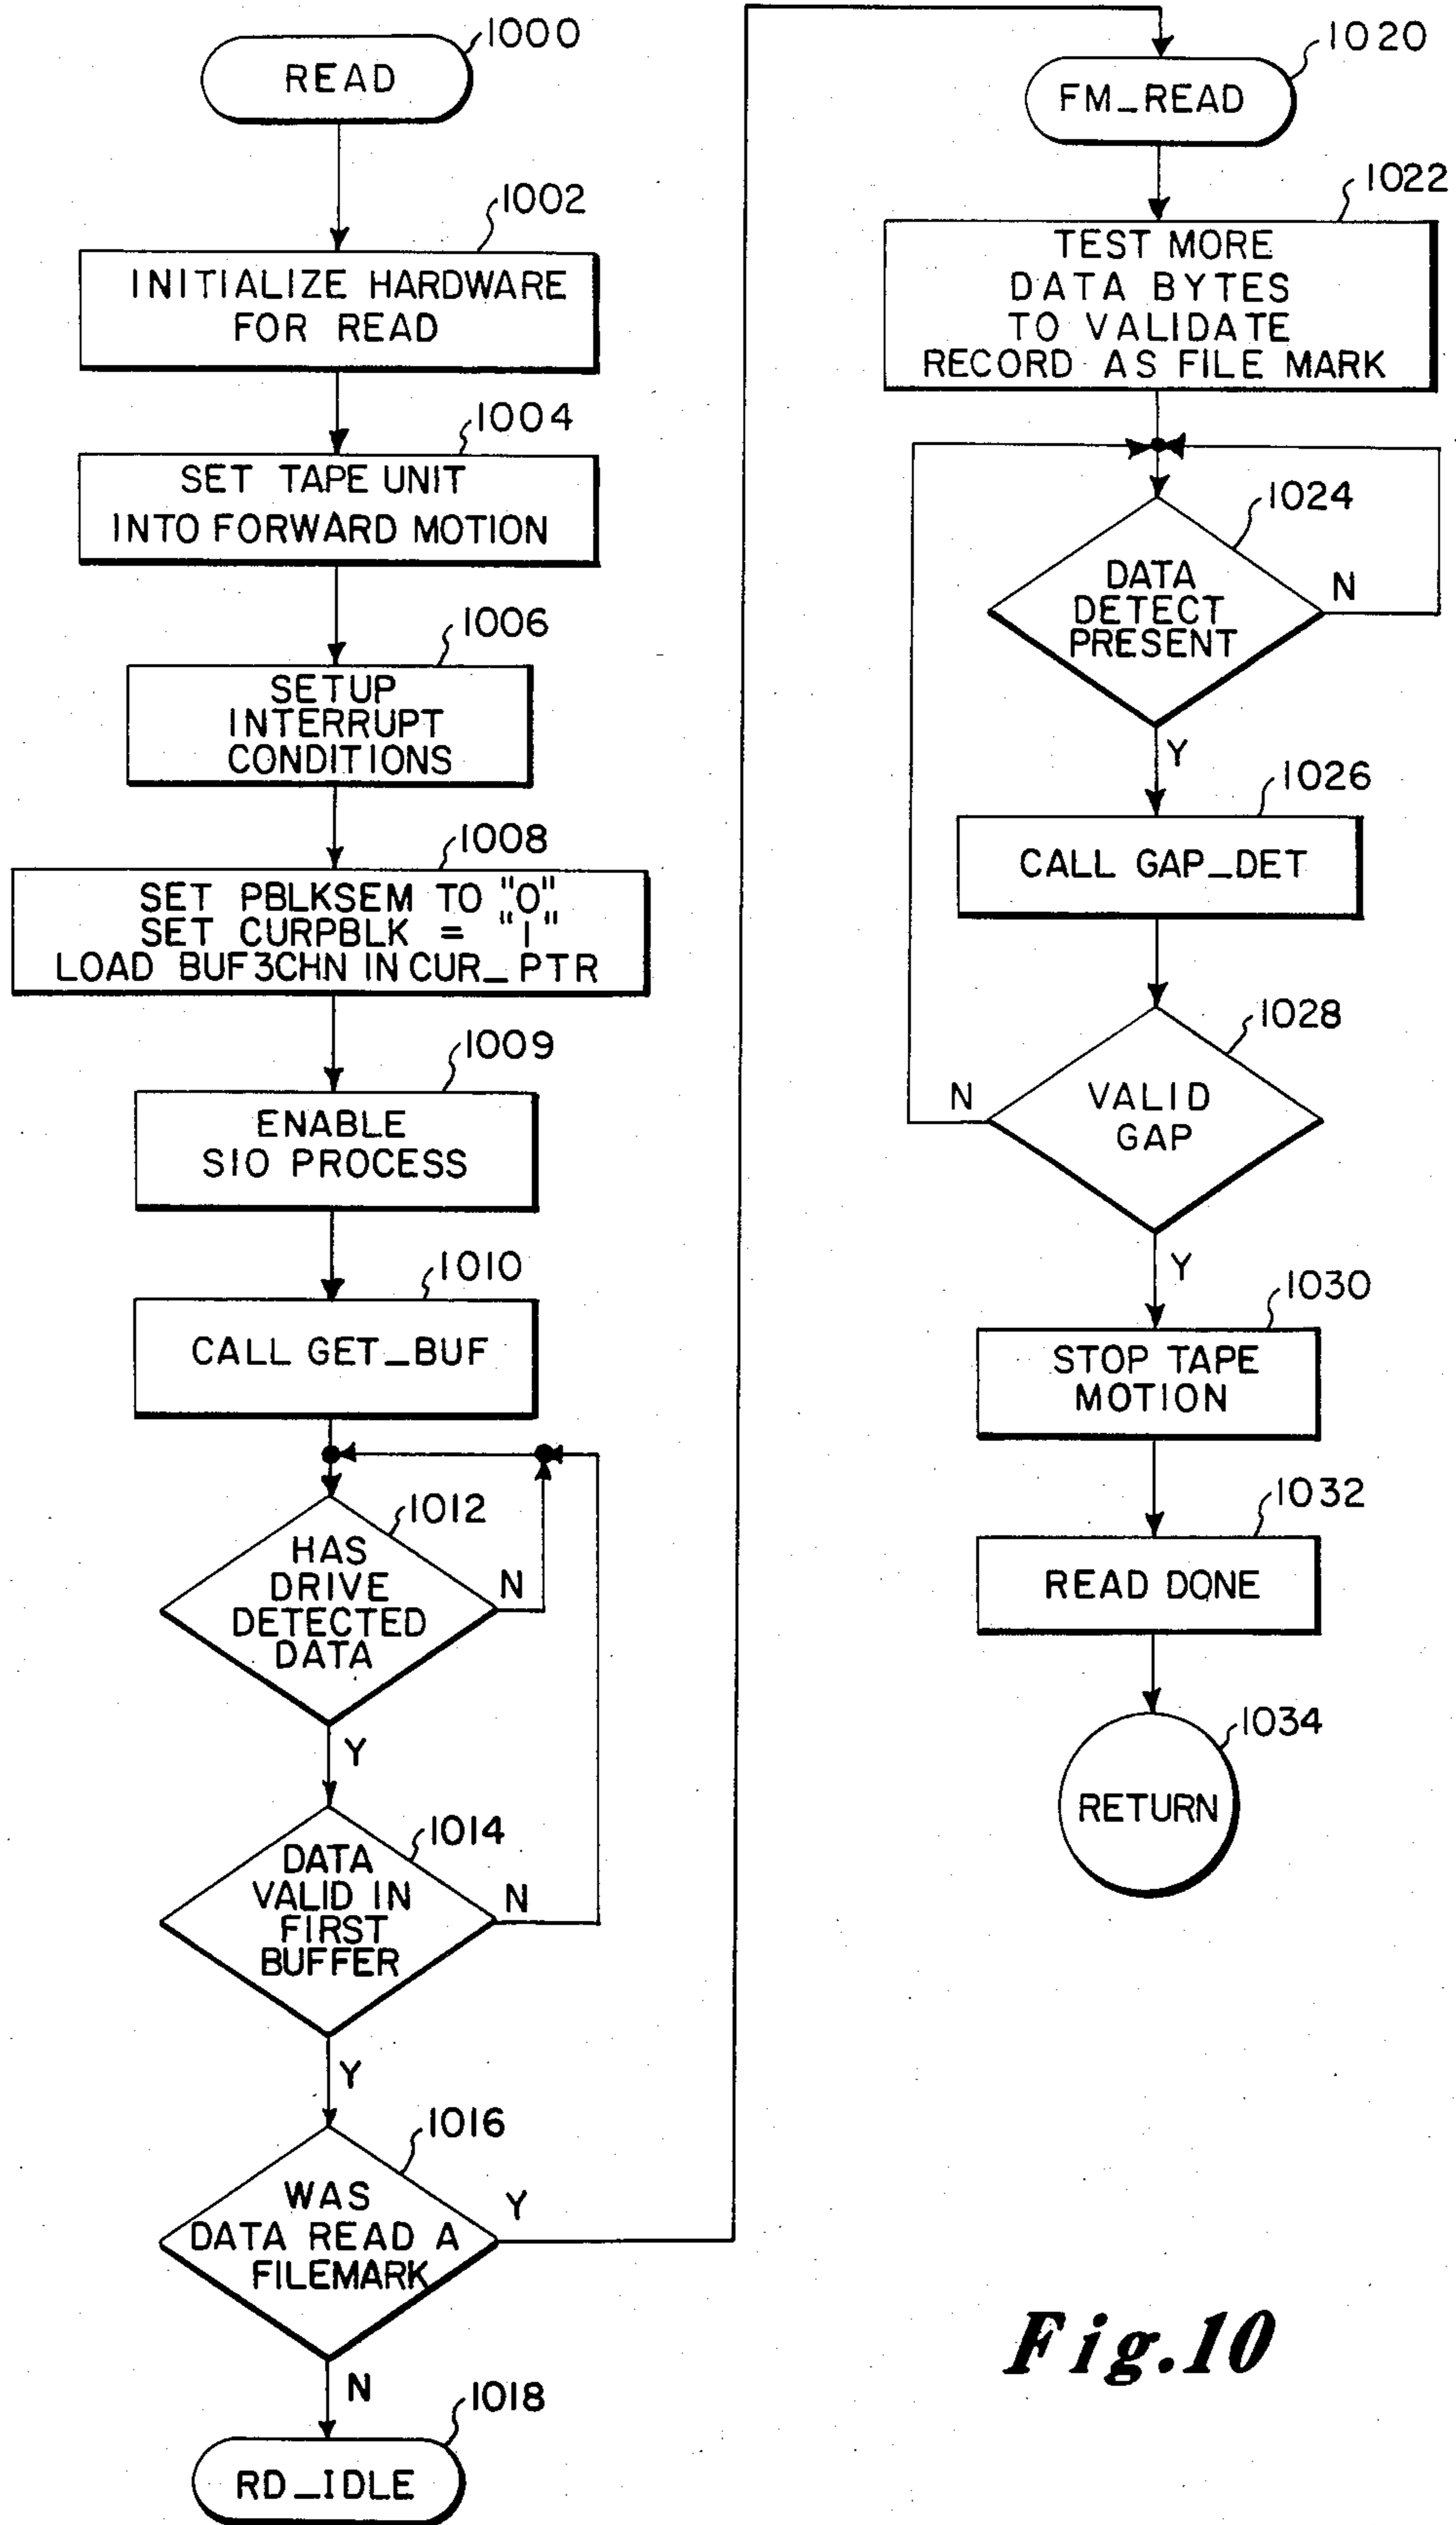 1000
READ
1002
INITIALIZE HARDWARE
FOR READ
1004
SET TAPE UNIT
INTO FORWARD MOTION
1006
SETUP
INTERRUPT
CONDITIONS
1008
SET PBLKSEM TO "0"
SET CURPBLK = "1"
LOAD BUF3CHN IN CUR_PTR
1009
ENABLE
SIO PROCESS
1010
CALL GET_BUF
1012
HAS
DRIVE
DETECTED
DATA
N
Y
1014
DATA
VALID IN
FIRST
BUFFER
N
Y
1016
WAS
DATA READ A
FILEMARK
Y
N
1018
RD_IDLE
1020
FM_READ
1022
TEST MORE
DATA BYTES
TO VALIDATE
RECORD AS FILE MARK
1024
DATA
DETECT
PRESENT
N
Y
1026
CALL GAP_DET
1028
VALID
GAP
N
Y
1030
STOP TAPE
MOTION
1032
READ DONE
1034
RETURN
Fig.10